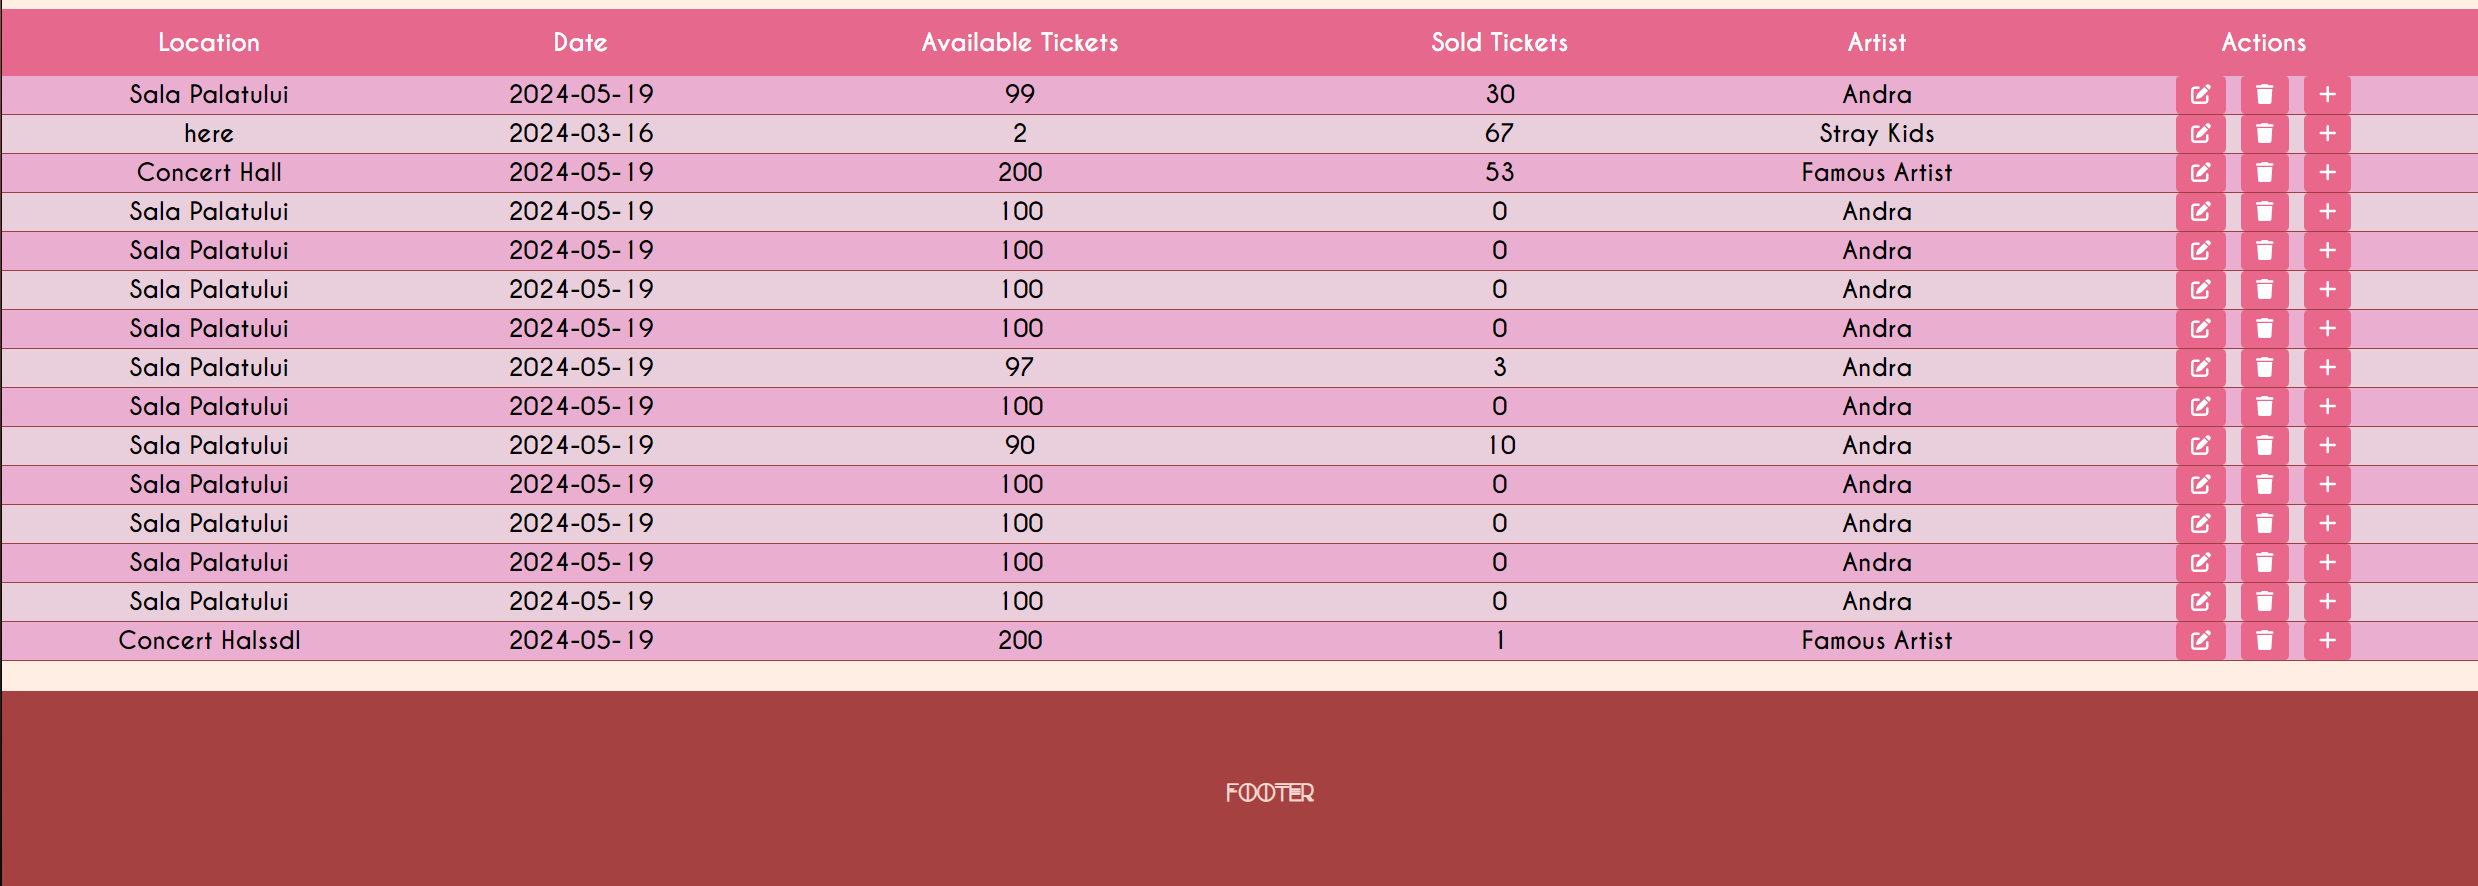 Location Date Available Tickets Sold Tickets Artist Actions
Sala Palatului 2024-05-19 99 30 Andra
here 2024-03-16 2 67 Stray Kids
Concert Hall 2024-05-19 200 53 Famous Artist
Sala Palatului 2024-05-19 100 0 Andra
Sala Palatului 2024-05-19 100 0 Andra
Sala Palatului 2024-05-19 100 0 Andra
Sala Palatului 2024-05-19 100 0 Andra
Sala Palatului 2024-05-19 97 3 Andra
Sala Palatului 2024-05-19 100 0 Andra
Sala Palatului 2024-05-19 90 10 Andra
Sala Palatului 2024-05-19 100 0 Andra
Sala Palatului 2024-05-19 100 0 Andra
Sala Palatului 2024-05-19 100 0 Andra
Sala Palatului 2024-05-19 100 0 Andra
Concert Halssdl 2024-05-19 200 1 Famous Artist
FOOTER